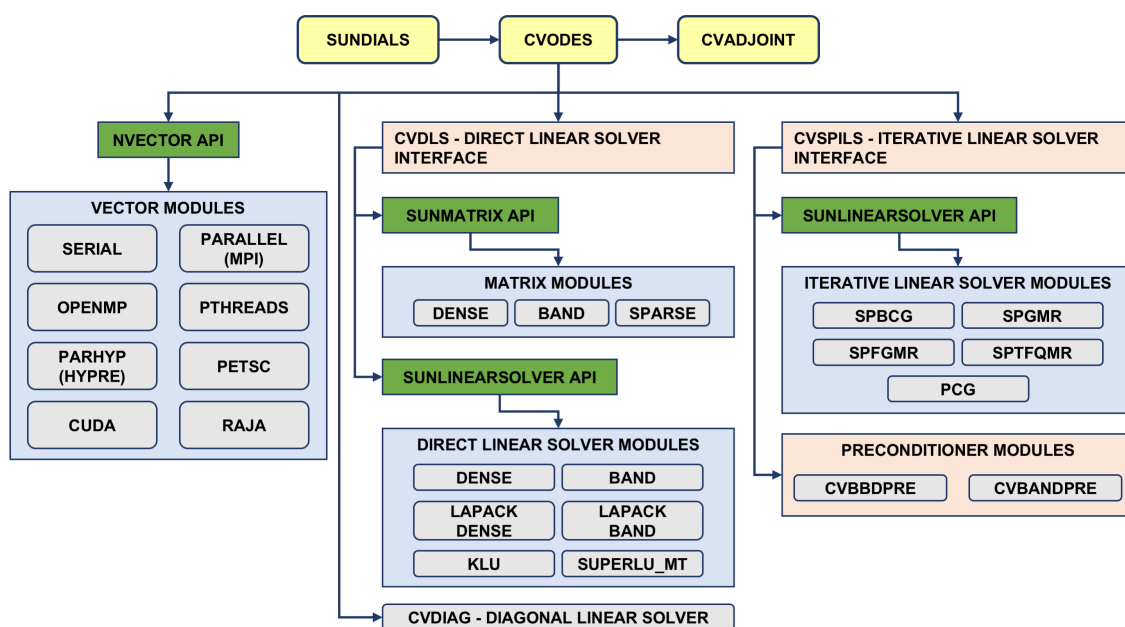 SUNDIALS
CVODES
CVADJOINT
NVECTOR API
VECTOR MODULES
SERIAL
PARALLEL
(MPI)
OPENMP
PTHREADS
PARHYP
(HYPRE)
PETSC
CUDA
RAJA
CVDLS - DIRECT LINEAR SOLVER
INTERFACE
SUNMATRIX API
MATRIX MODULES
DENSE
BAND
SPARSE
SUNLINEARSOLVER API
DIRECT LINEAR SOLVER MODULES
DENSE
BAND
LAPACK
DENSE
LAPACK
BAND
KLU
SUPERLU_MT
CVDIAG - DIAGONAL LINEAR SOLVER
CVSPILS - ITERATIVE LINEAR SOLVER
INTERFACE
SUNLINEARSOLVER API
ITERATIVE LINEAR SOLVER MODULES
SPBCG
SPGMR
SPFGMR
SPTFQMR
PCG
PRECONDITIONER MODULES
CVBBDPRE
CVBANDPRE